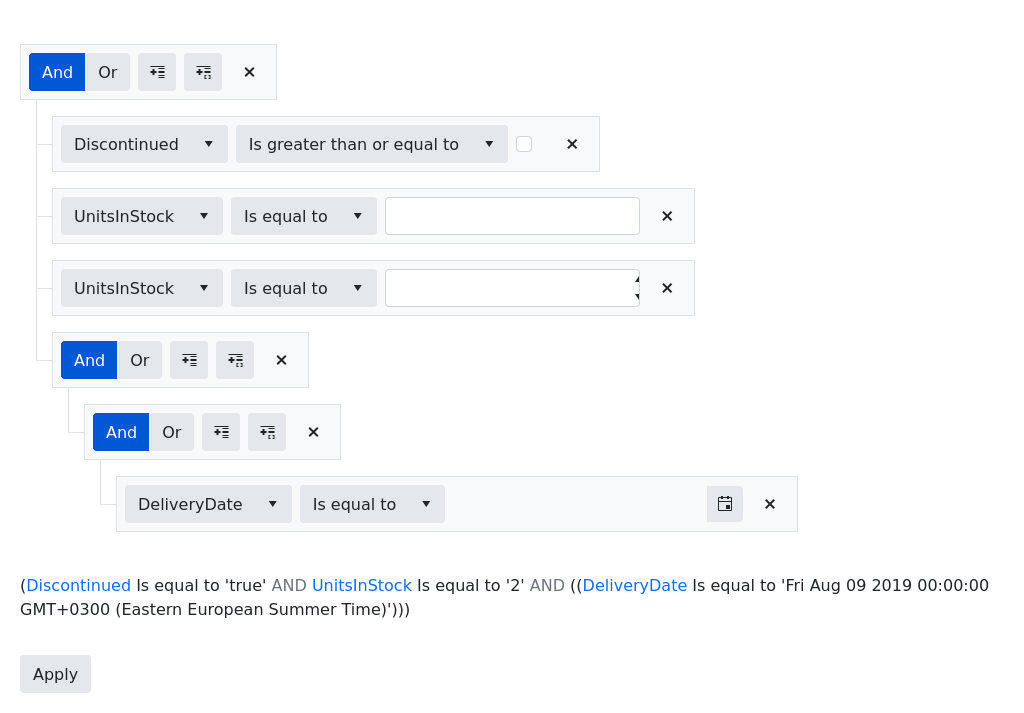 And Or
Discontinued Is greater than or equal to
UnitsInStock Is equal to
UnitsInStock Is equal to
And Or
And Or
DeliveryDate Is equal to
(Discontinued Is equal to 'true' AND UnitsInStock Is equal to '2' AND ((DeliveryDate Is equal to 'Fri Aug 09 2019 00:00:00
GMT+0300 (Eastern European Summer Time)')))
Apply